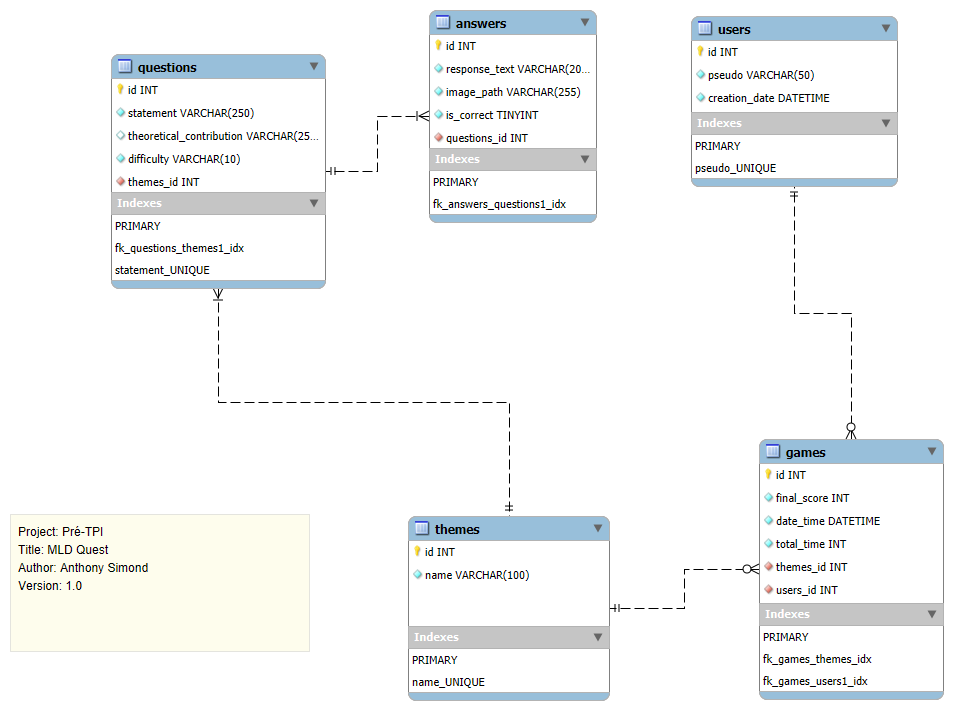 questions
id INT
statement VARCHAR(250)
theoretical_contribution VARCHAR(25...
difficulty VARCHAR(10)
themes_id INT
Indexes
PRIMARY
fk_questions_themes1_idx
statement_UNIQUE
answers
id INT
response_text VARCHAR(20...
image_path VARCHAR(255)
is_correct TINYINT
questions_id INT
Indexes
PRIMARY
fk_answers_questions1_idx
users
id INT
pseudo VARCHAR(50)
creation_date DATETIME
Indexes
PRIMARY
pseudo_UNIQUE
Project: Pré-TPI
Title: MLD Quest
Author: Anthony Simond
Version: 1.0
themes
id INT
name VARCHAR(100)
Indexes
PRIMARY
name_UNIQUE
games
id INT
final_score INT
date_time DATETIME
total_time INT
themes_id INT
users_id INT
Indexes
PRIMARY
fk_games_themes_idx
fk_games_users1_idx